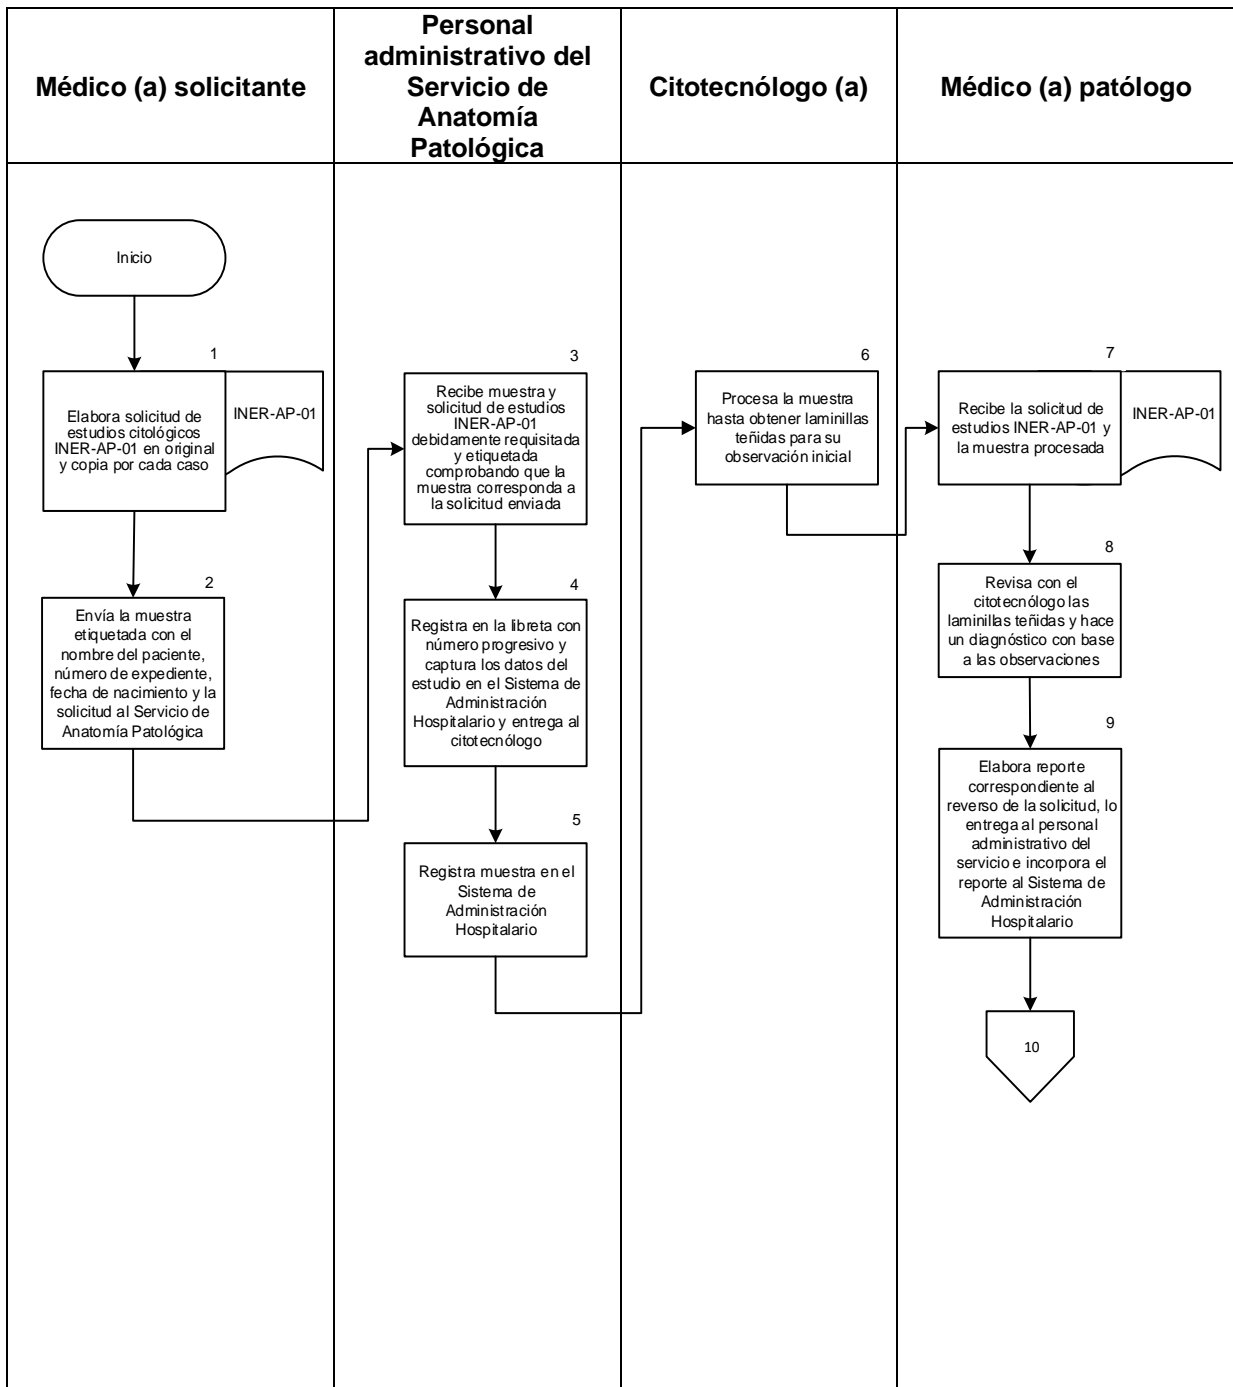 Médico (a) solicitante
Personal
administrativo del
Servicio de
Anatomía
Patológica
Citotecnólogo (a)
Médico (a) patólogo
Inicio
1
Elabora solicitud de
estudios citológicos
INER-AP-01 en original
y copia por cada caso
INER-AP-01
2
Envía la muestra
etiquetada con el
nombre del paciente,
número de expediente,
fecha de nacimiento y la
solicitud al Servicio de
Anatomía Patológica
3
Recibe muestra y
solicitud de estudios
INER-AP-01
debidamente requisitada
y etiquetada
comprobando que la
muestra corresponda a
la solicitud enviada
4
Registra en la libreta con
número progresivo y
captura los datos del
estudio en el Sistema de
Administración
Hospitalario y entrega al
citotecnólogo
5
Registra muestra en el
Sistema de
Administración
Hospitalario
6
Procesa la muestra
hasta obtener laminillas
teñidas para su
observación inicial
7
Recibe la solicitud de
estudios INER-AP-01 y
la muestra procesada
INER-AP-01
8
Revisa con el
citotecnólogo las
laminillas teñidas y hace
un diagnóstico con base
a las observaciones
9
Elabora reporte
correspondiente al
reverso de la solicitud, lo
entrega al personal
administrativo del
servicio e incorpora el
reporte al Sistema de
Administración
Hospitalario
10